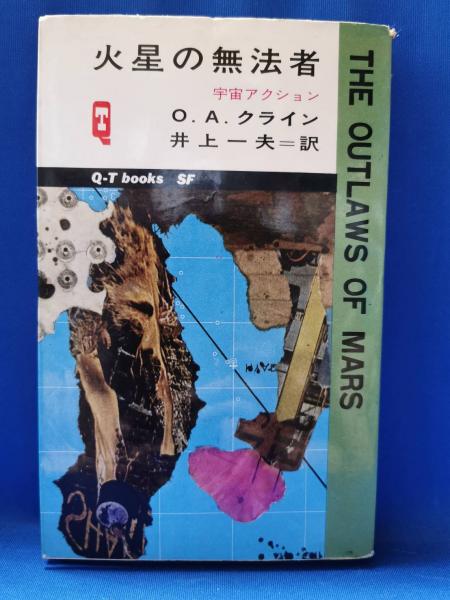 火星の無法者
宇宙アクション
O.A.クライン
井上一夫＝訳
QT
Q-T books SF
THE OUTLAWS OF MARS